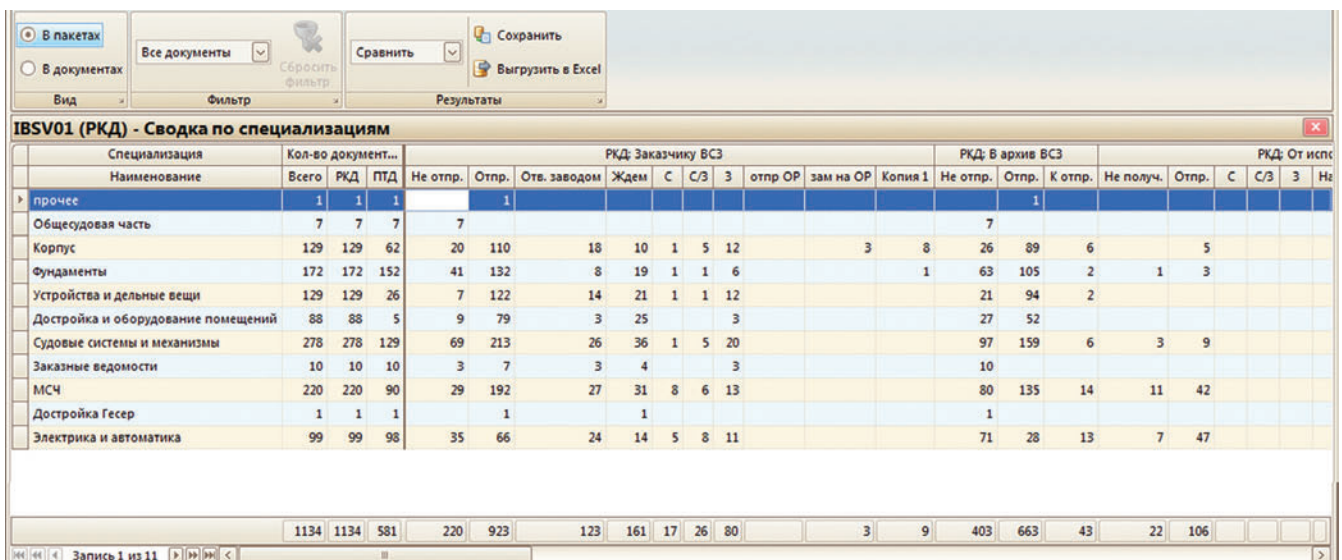 В пакетах
В документах
Вид
Все документы
Сбросить фильтр
Фильтр
Сравнить
Сохранить
Выгрузить в Excel
Результаты
IBSV01 (РКД) - Сводка по специализациям
Специализация Кол-во документ... РКД: Заказчику ВСЗ РКД: В архив ВСЗ РКД: От испо
Наименование Всего РКД ПТД Не отпр. Отпр. Отв. заводом Ждем С С/З З отпр ОР зам на ОР Копия 1 Не отпр. Отпр. К отпр. Не получ. Отпр. С С/З З На
прочее 1 1 1 1 1
Общесудовая часть 7 7 7 7 7
Корпус 129 129 62 20 110 18 10 1 5 12 3 8 26 89 6 5
Фундаменты 172 172 152 41 132 8 19 1 1 6 1 63 105 2 1 3
Устройства и дельные вещи 129 129 26 7 122 14 21 1 1 12 21 94 2
Достройка и оборудование помещений 88 88 5 9 79 3 25 3 27 52
Судовые системы и механизмы 278 278 129 69 213 26 36 1 5 20 97 159 6 3 9
Заказные ведомости 10 10 10 3 7 3 4 3 10
МСЧ 220 220 90 29 192 27 31 8 6 13 80 135 14 11 42
Достройка Гесер 1 1 1 1 1 1
Электрика и автоматика 99 99 98 35 66 24 14 5 8 11 71 28 13 7 47
1134 1134 581 220 923 123 161 17 26 80 3 9 403 663 43 22 106
Запись 1 из 11